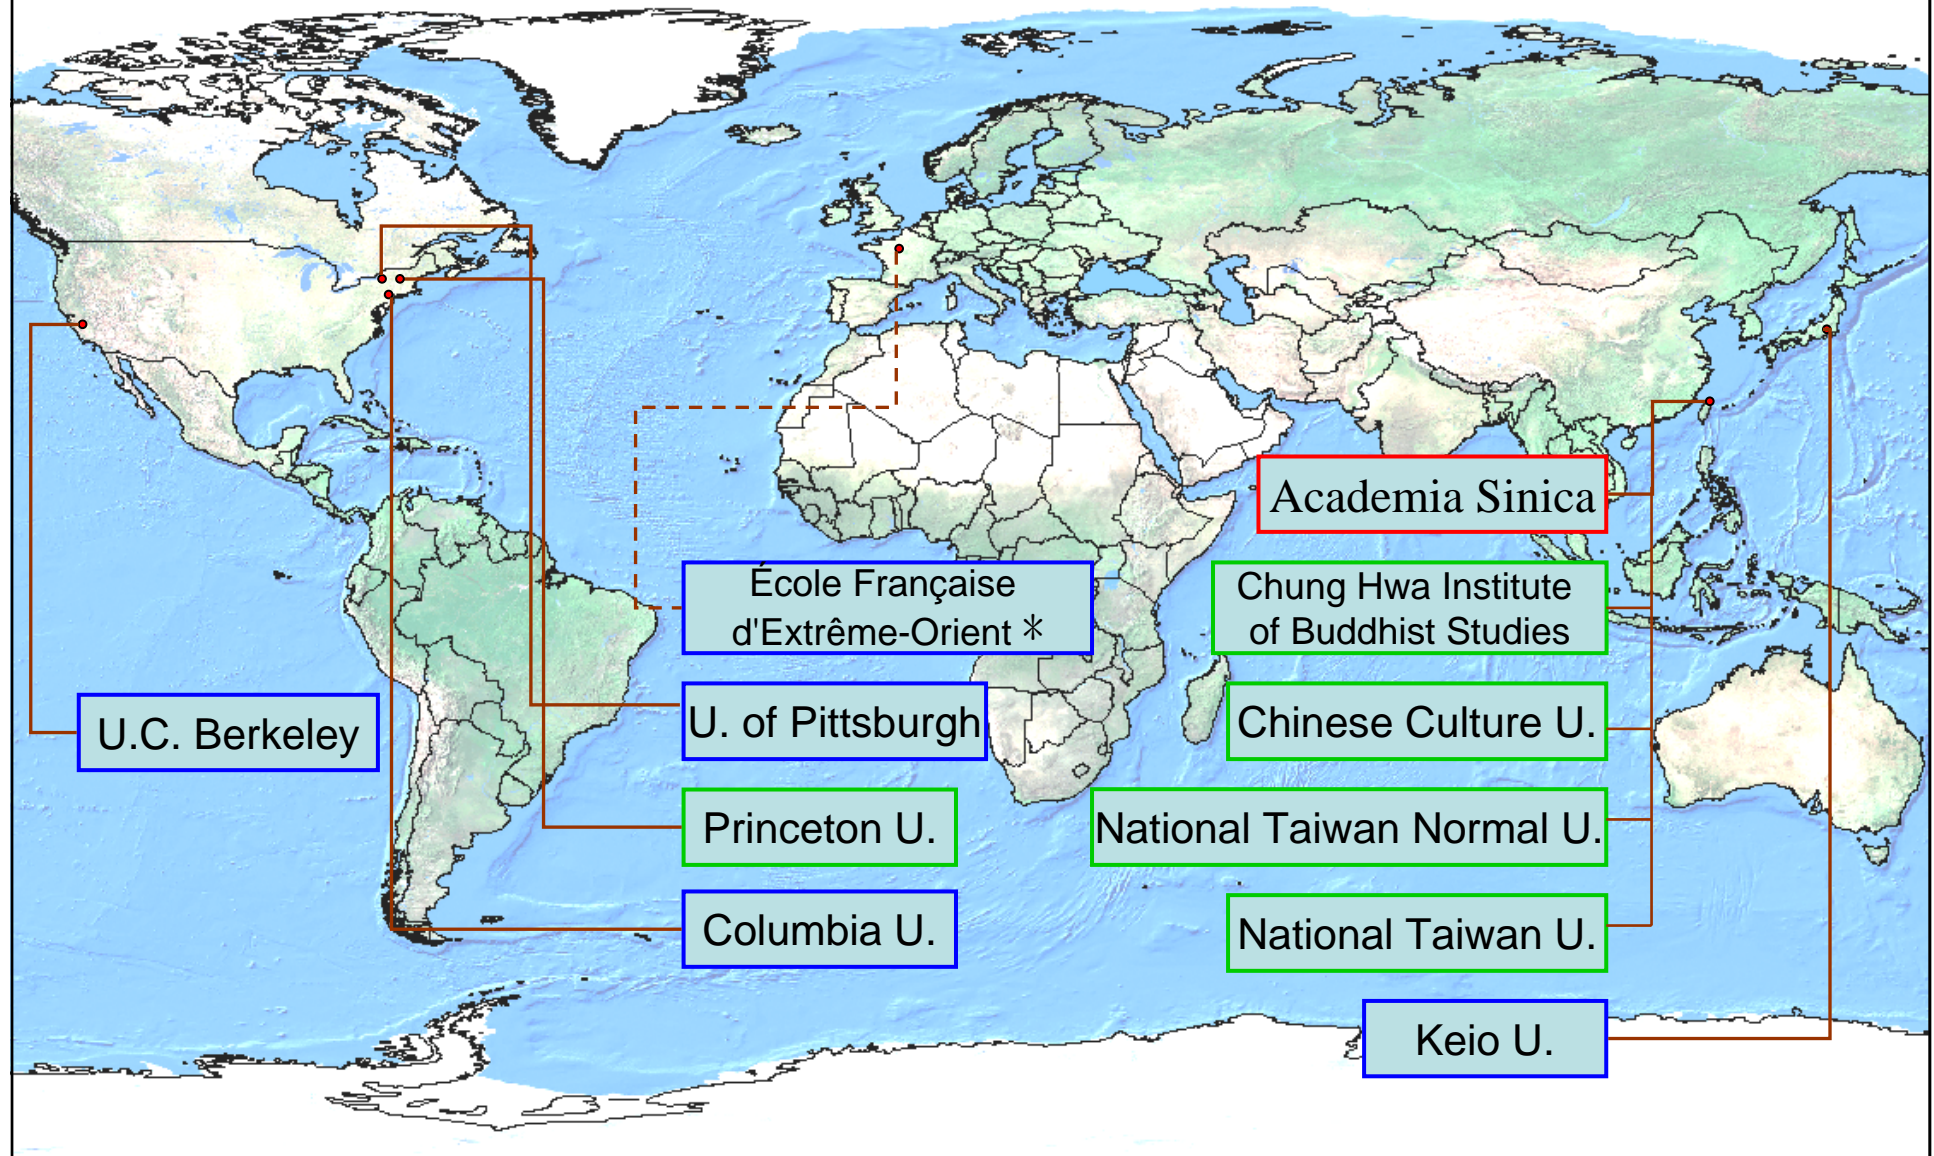 Academia Sinica
École Française
d'Extrême-Orient *
Chung Hwa Institute
of Buddhist Studies
U.C. Berkeley
U. of Pittsburgh
Chinese Culture U.
Princeton U.
National Taiwan Normal U.
Columbia U.
National Taiwan U.
Keio U.